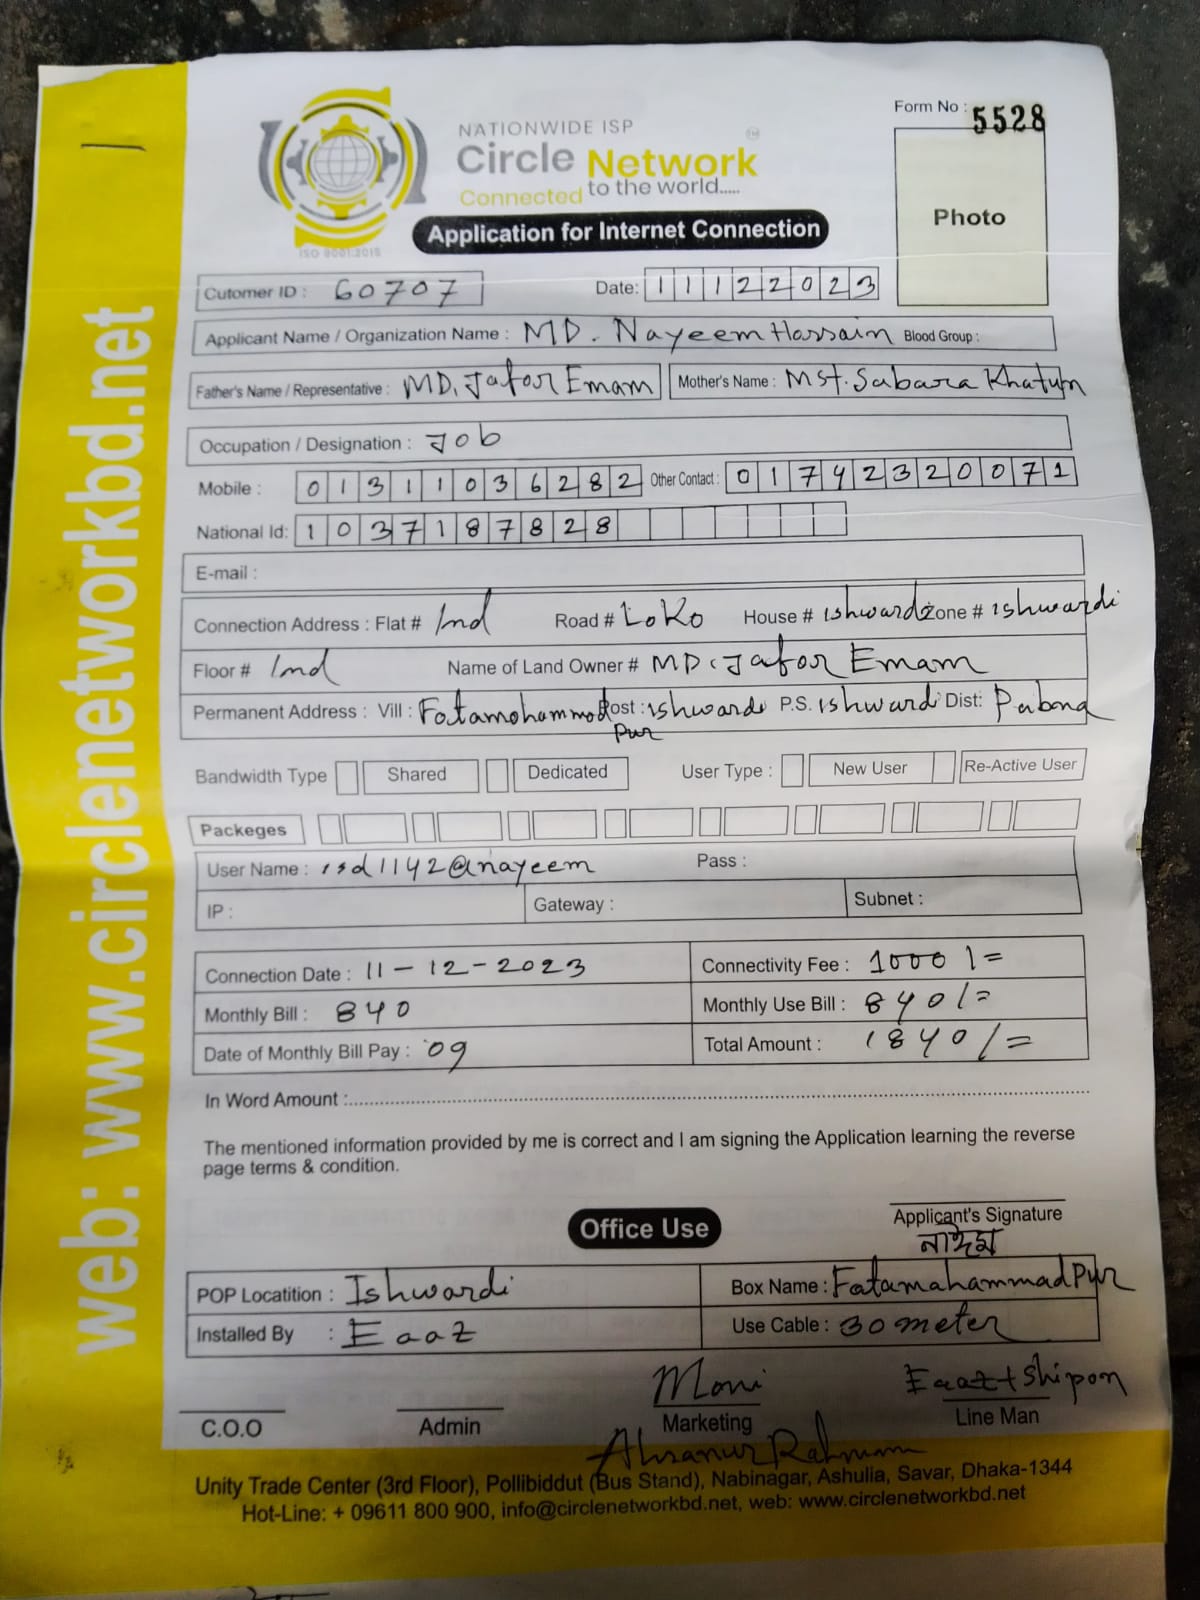 web: www.circlenetworkbd.net
NATIONWIDE ISP
Circle Network
Connected to the world.....
ISO 9001:2015
Application for Internet Connection
Form No : 5528
Photo
Cutomer ID : 60707
Date: 11122023
Applicant Name / Organization Name : MD. Nayeem Hossain Blood Group :
Father's Name / Representative : MD. Jafor Emam Mother's Name : Mst. Sabara Khatun
Occupation / Designation : Job
Mobile : 01311036282 Other Contact : 01742320071
National Id: 1037187828
E-mail :
Connection Address : Flat # Ind Road # LoKo House # ishwardi Zone # ishwardi
Floor # Ind Name of Land Owner # MD. Jafor Emam
Permanent Address : Vill : Fatamohammodpur Post : ishwardi P.S. ishwardi Dist: Pabna
Bandwidth Type Shared Dedicated User Type : New User Re-Active User
Packeges
User Name : isd1142@nayeem Pass :
IP : Gateway : Subnet :
Connection Date : 11-12-2023 Connectivity Fee : 1000/=
Monthly Bill : 840 Monthly Use Bill : 840/=
Date of Monthly Bill Pay : 09 Total Amount : 1840/=
In Word Amount :
The mentioned information provided by me is correct and I am signing the Application learning the reverse
page terms & condition.
Applicant's Signature
নাঈম
Office Use
POP Locatition : Ishwardi Box Name : Fatamahammadpur
Installed By : Eaaz Use Cable : 30 meter
Moni Eaaz+Shipon
C.O.O Admin Marketing Line Man
Ahsanur Rahman
Unity Trade Center (3rd Floor), Pollibiddut (Bus Stand), Nabinagar, Ashulia, Savar, Dhaka-1344
Hot-Line: + 09611 800 900, info@circlenetworkbd.net, web: www.circlenetworkbd.net